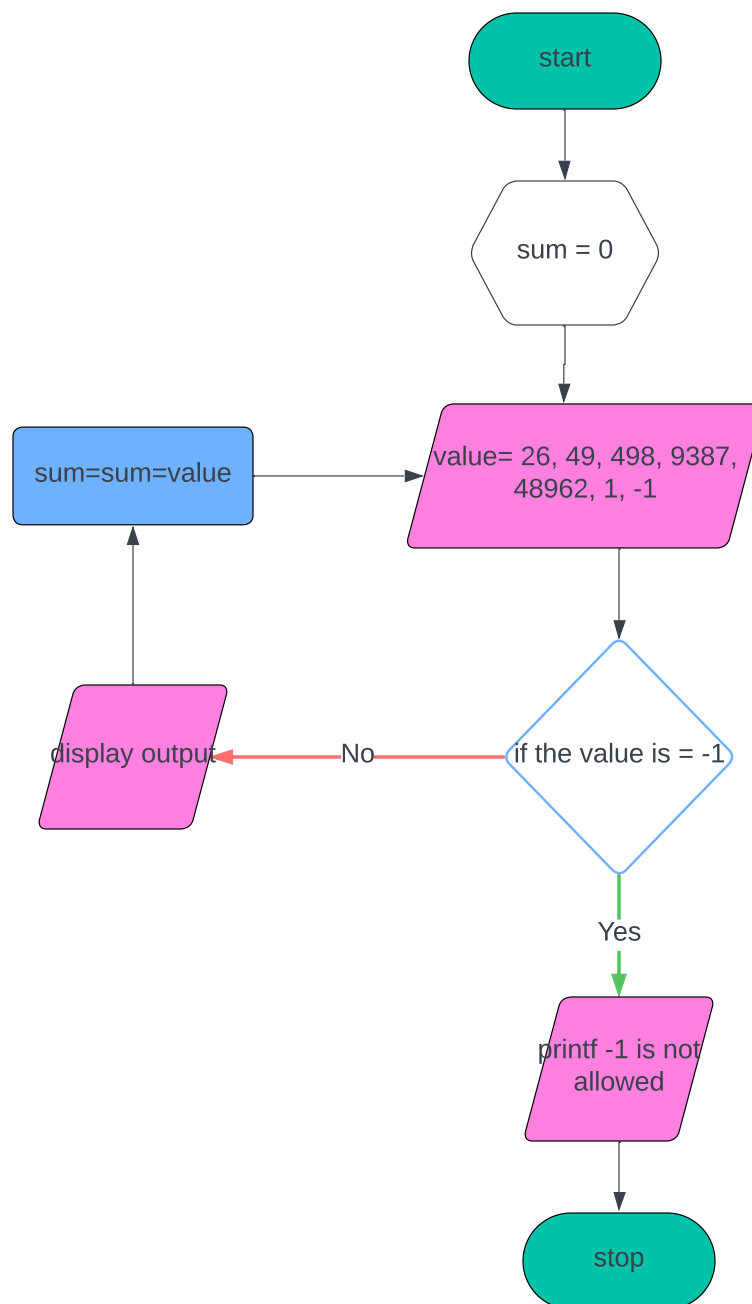 start
sum = 0
value= 26, 49, 498, 9387,
48962, 1, -1
sum=sum=value
if the value is = -1
No
display output
Yes
printf -1 is not
allowed
stop